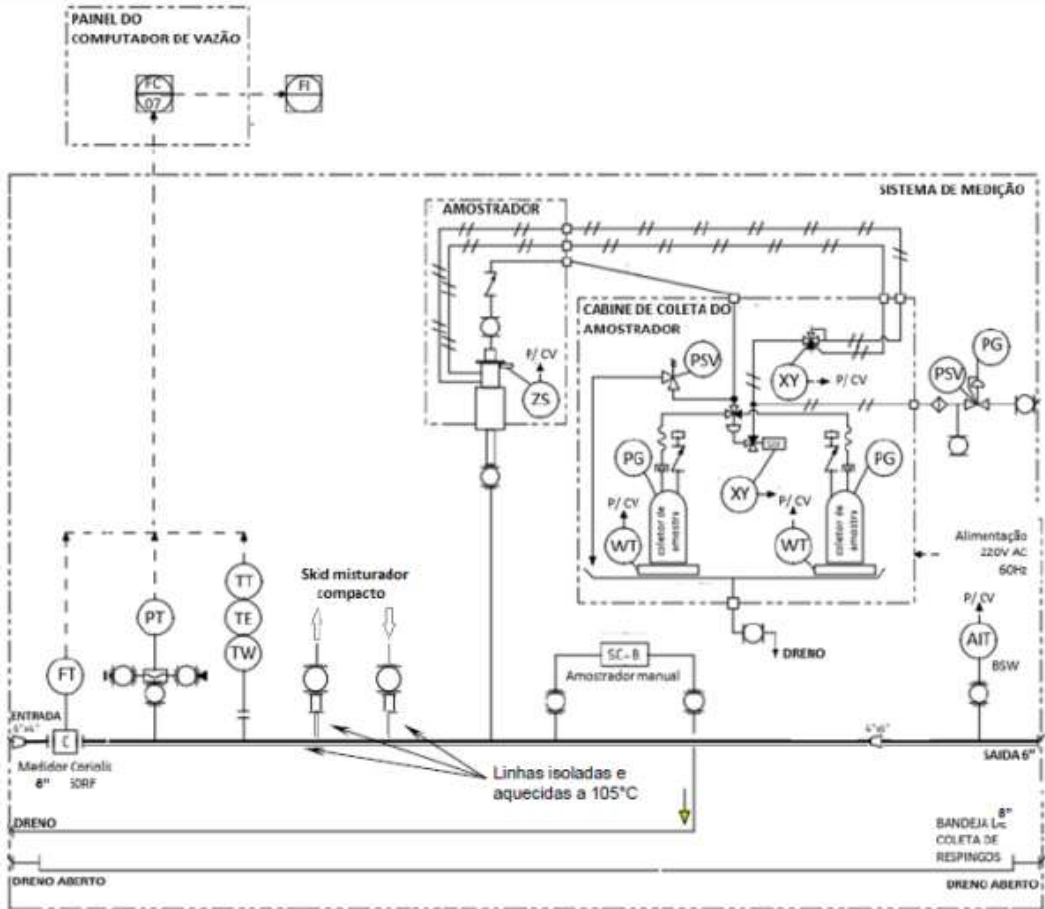 PAINEL DO
COMPUTADOR DE VAZÃO
FC
07
FI
SISTEMA DE MEDIÇÃO
AMOSTRADOR
CABINE DE COLETA DO
AMOSTRADOR
P/ CV
ZS
PSV
XY
P/ CV
PG
PSV
PG
PG
XY
P/ CV
P/ CV
P/ CV
WT
WT
coletor de
amostra
coletor de
amostra
Alimentação
220V AC
60Hz
P/ CV
AIT
BSW
DRENO
TT
TE
TW
PT
FT
Skid misturador
compacto
SC-B
Amostrador manual
ENTRADA
C
Medidor Coriolis
8"
SAIDA 6"
Linhas isoladas e
aquecidas a 105°C
DRENO
8"
BANDEJA DE
COLETA DE
RESPINGOS
DRENO ABERTO
DRENO ABERTO